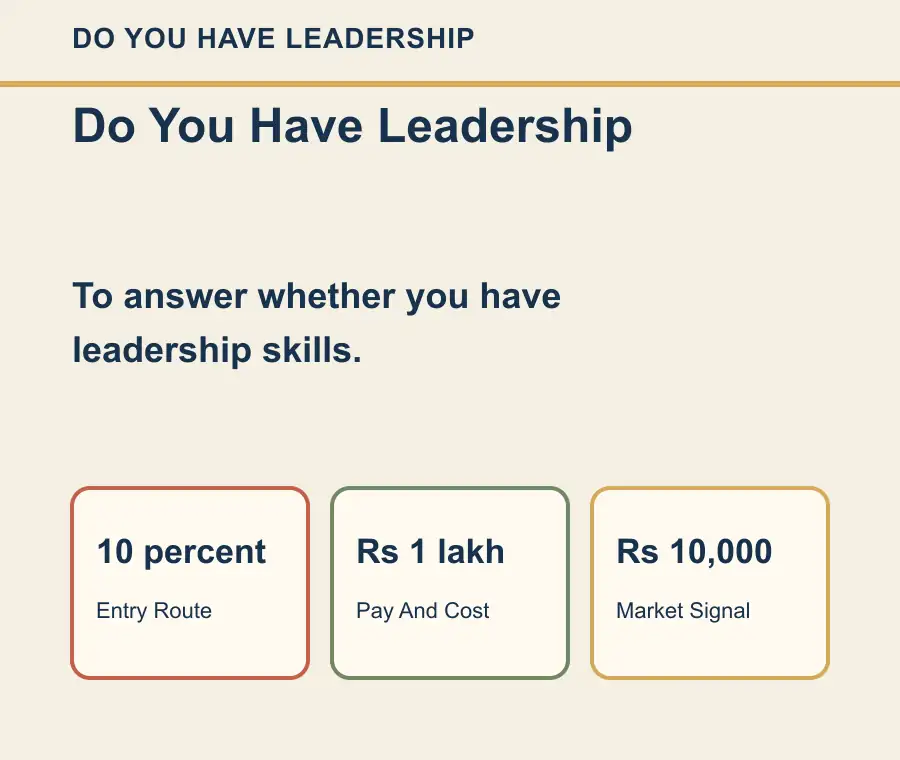 DO YOU HAVE LEADERSHIP
Do You Have Leadership
To answer whether you have
leadership skills.
10 percent
Entry Route
Rs 1 lakh
Pay And Cost
Rs 10,000
Market Signal